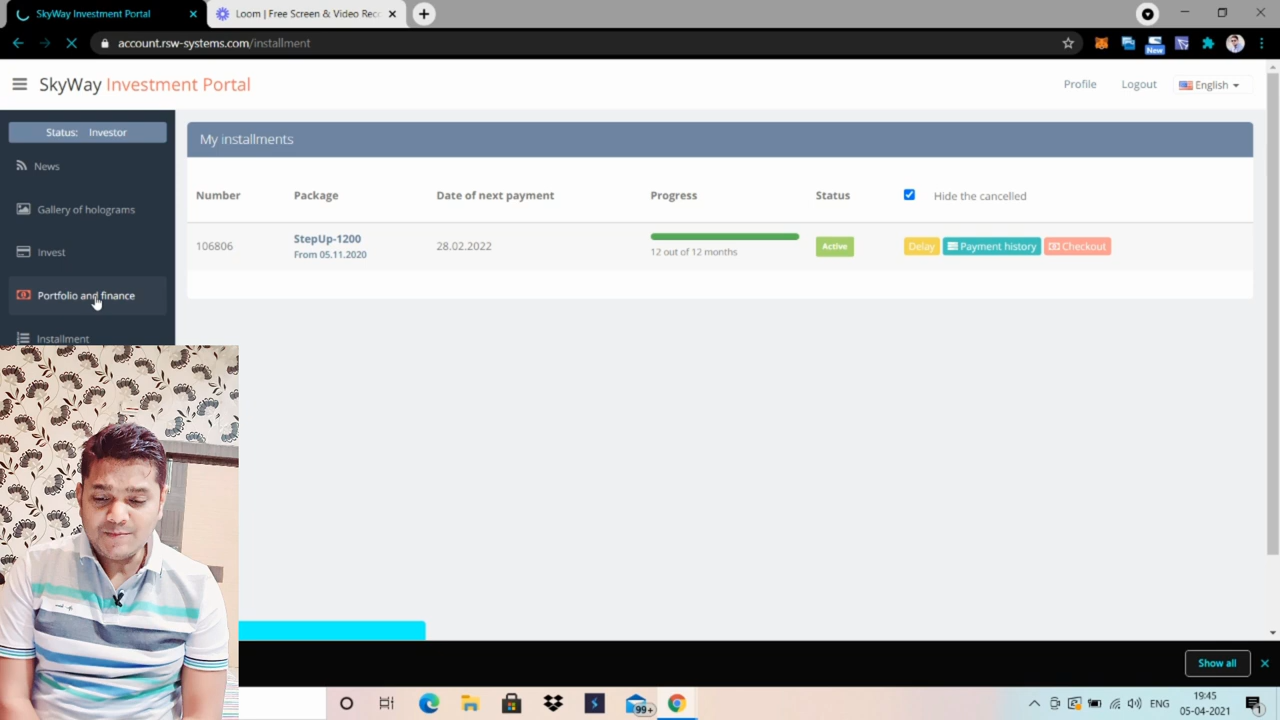 SkyWay Investment Portal
Loom | Free Screen & Video Rec
account.rsw-systems.com/installment
New
SkyWay Investment Portal
Profile
Logout
English
Status: Investor
My installments
News
Number
Package
Date of next payment
Progress
Status
Hide the cancelled
Gallery of holograms
106806
StepUp-1200
From 05.11.2020
28.02.2022
12 out of 12 months
Active
Delay
Payment history
Checkout
Invest
Portfolio and finance
Installment
Show all
99+
ENG
19:45
05-04-2021
1